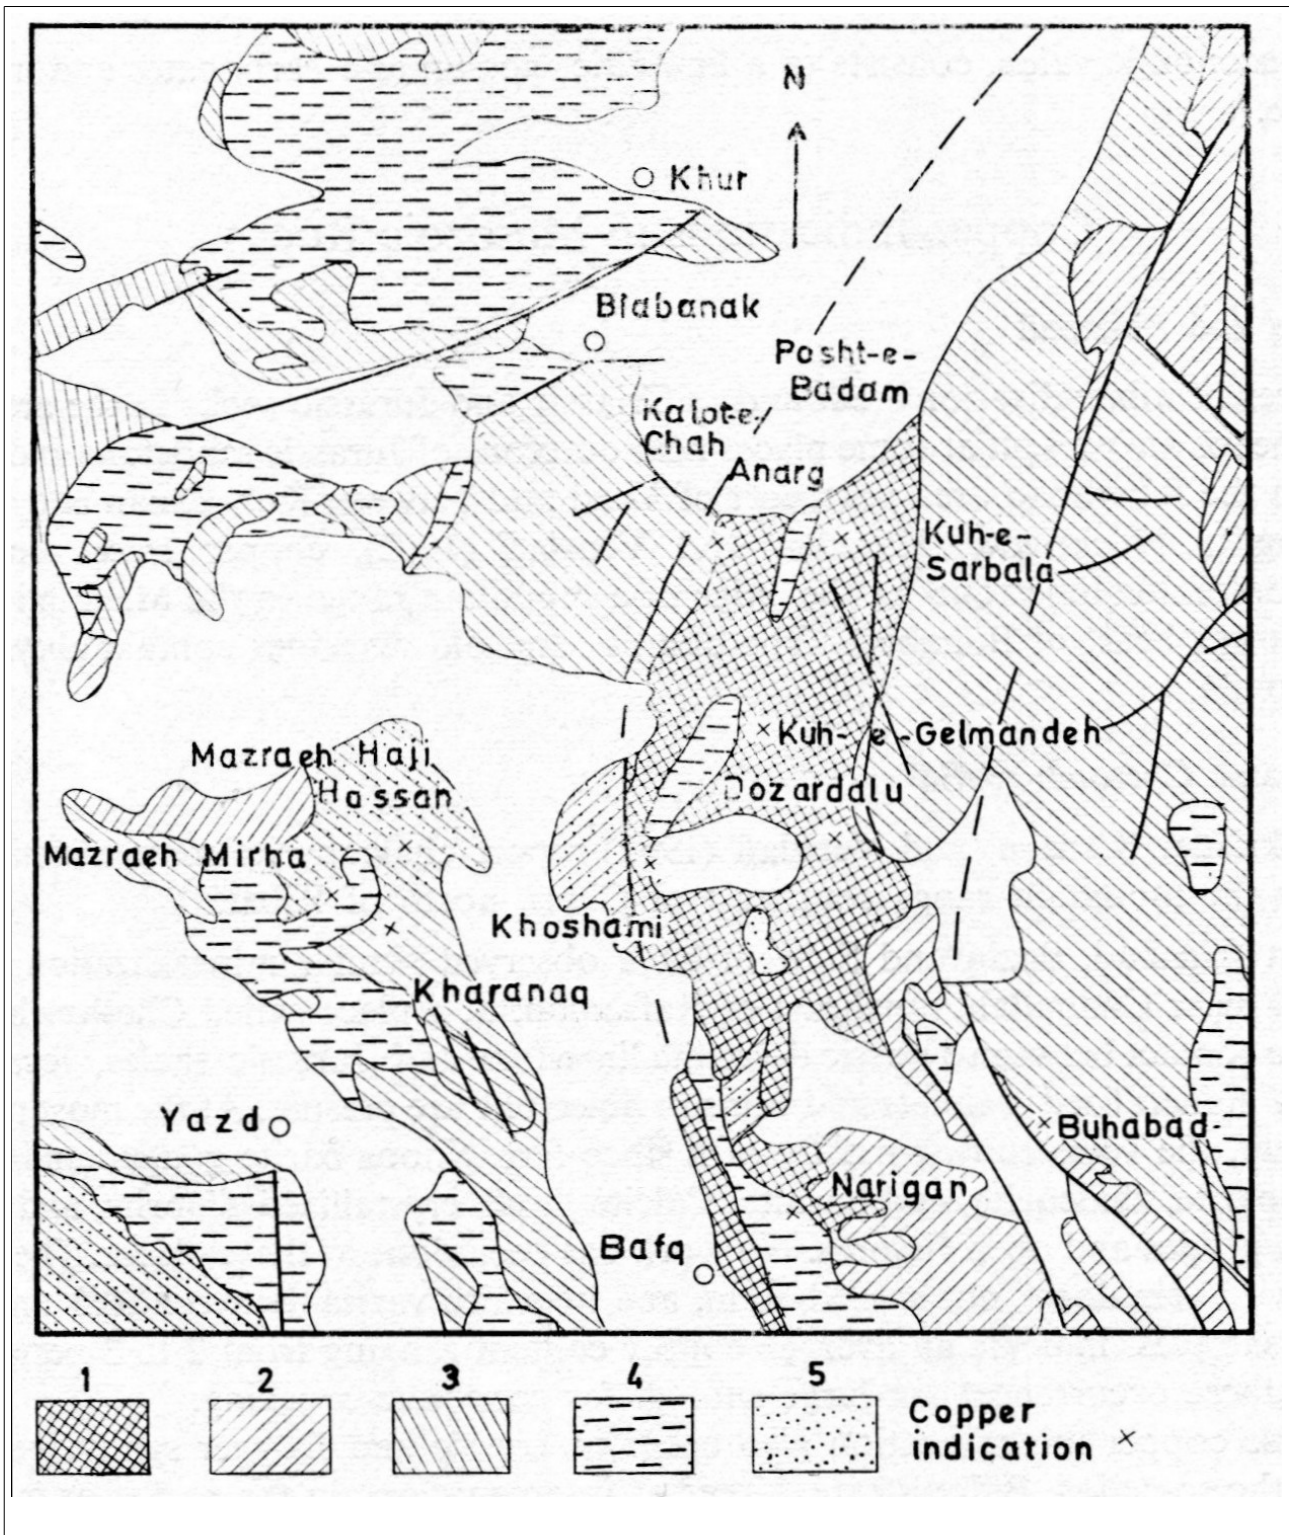 N
Khur
Biabanak
Posht-e-
Badam
Kalot-e-
Chah
Anarg
Kuh-e-
Sarbala
Kuh-e-Gelmandeh
Dozardalu
Mazraeh Haji
Hassan
Mazraeh Mirha
Khoshami
Kharanaq
Yazd
Buhabad
Narigan
Bafq
1 2 3 4 5
Copper
indication